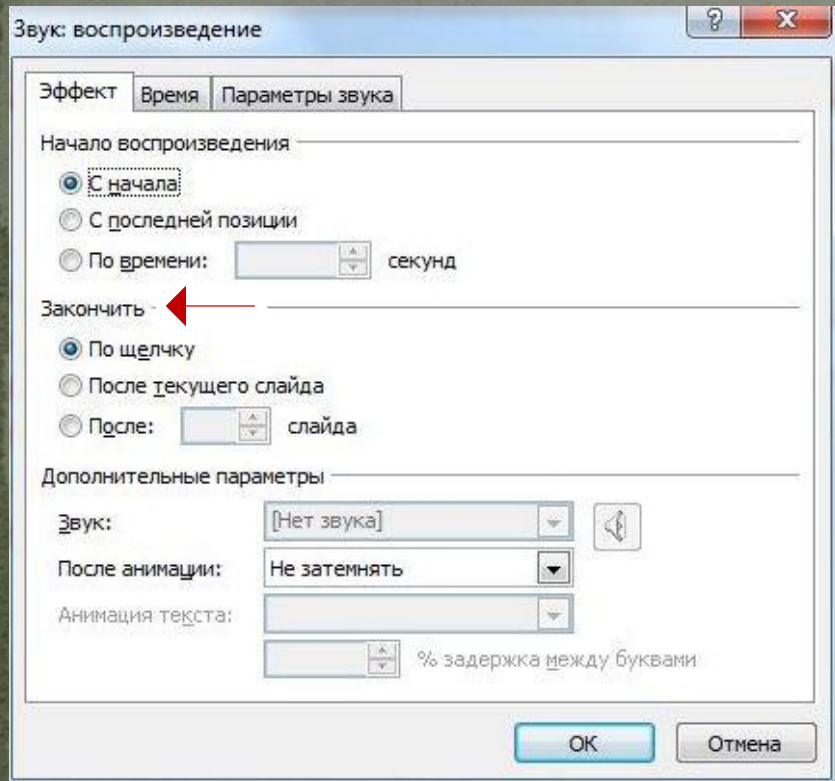 Звук: воспроизведение
Эффект Время Параметры звука
Начало воспроизведения
С начала
С последней позиции
По времени: секунд
Закончить
По щелчку
После текущего слайда
После: слайда
Дополнительные параметры
Звук: [Нет звука]
После анимации: Не затемнять
Анимация текста:
% задержка между буквами
ОК Отмена